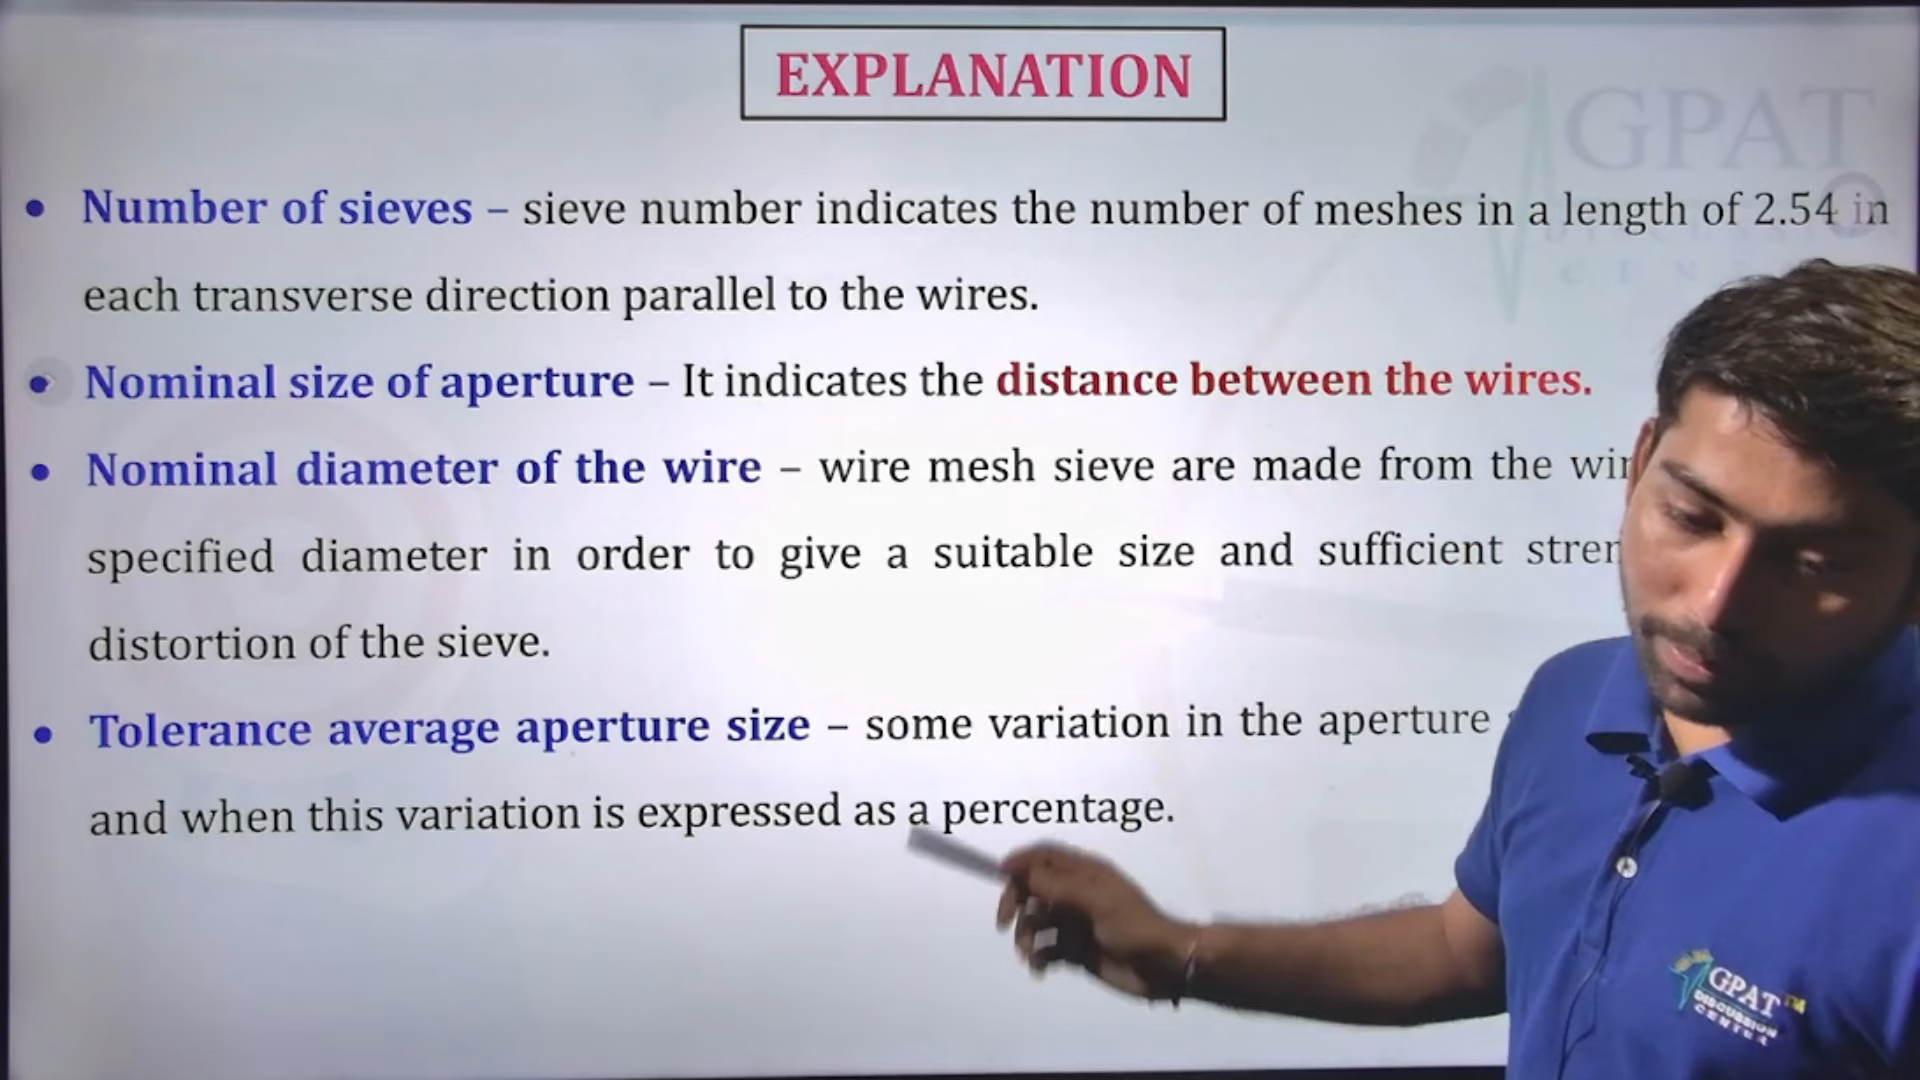 EXPLANATION
GPAT
• Number of sieves – sieve number indicates the number of meshes in a length of 2.54 in
each transverse direction parallel to the wires.
• Nominal size of aperture – It indicates the distance between the wires.
• Nominal diameter of the wire – wire mesh sieve are made from the
specified diameter in order to give a suitable size and sufficient
distortion of the sieve.
• Tolerance average aperture size – some variation in the aperture
and when this variation is expressed as a percentage.
GPAT™
DISCUSSION
CENTER